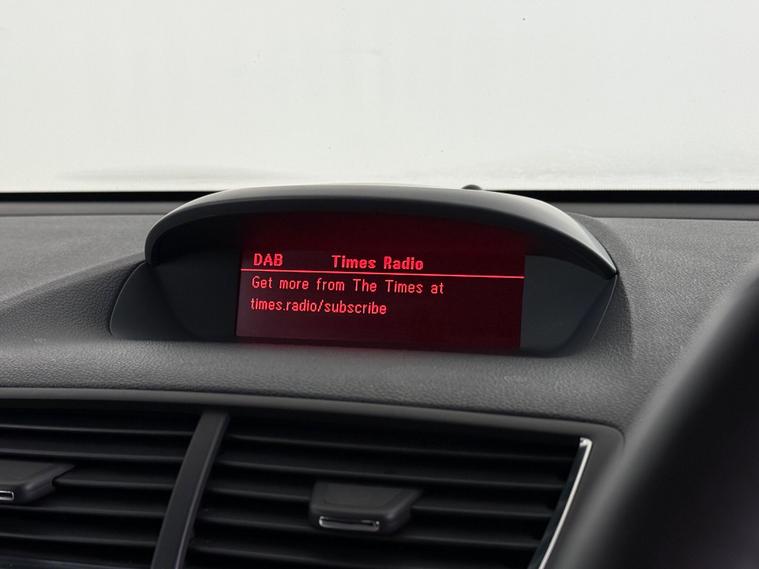 DAB Times Radio
Get more from The Times at
times.radio/subscribe